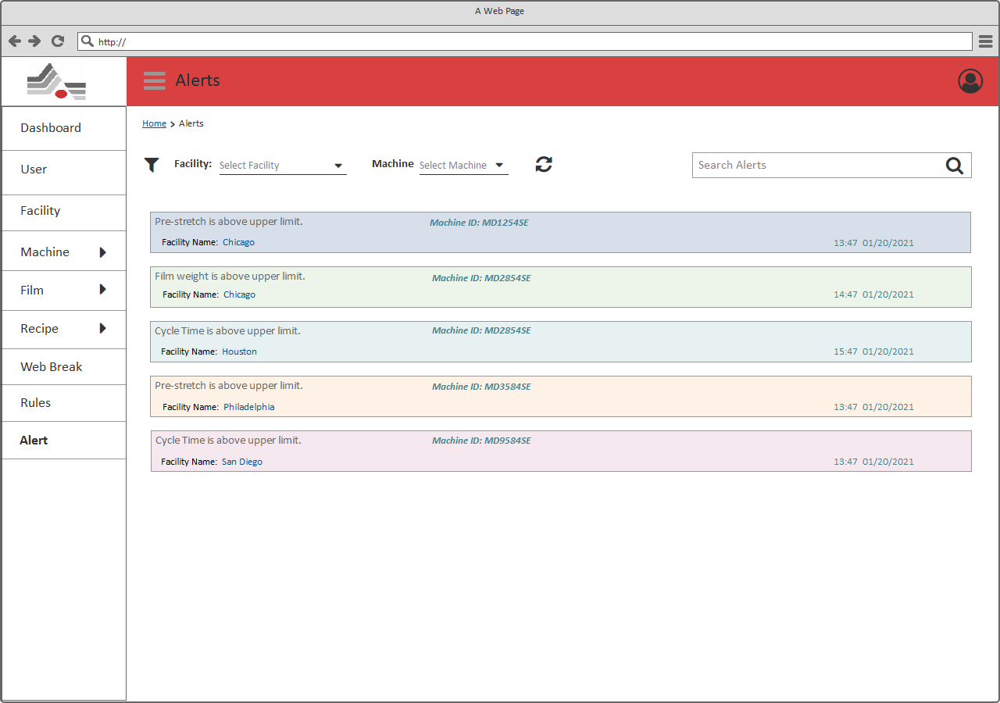 A Web Page
http://
Alerts
Home > Alerts
Dashboard
User
Facility
Machine
Film
Recipe
Web Break
Rules
Alert
Facility: Select Facility Machine Select Machine Search Alerts
Pre-stretch is above upper limit. Machine ID: MD1254SE
Facility Name: Chicago 13:47 01/20/2021
Film weight is above upper limit. Machine ID: MD2854SE
Facility Name: Chicago 14:47 01/20/2021
Cycle Time is above upper limit. Machine ID: MD2854SE
Facility Name: Houston 15:47 01/20/2021
Pre-stretch is above upper limit. Machine ID: MD3584SE
Facility Name: Philadelphia 13:47 01/20/2021
Cycle Time is above upper limit. Machine ID: MD9584SE
Facility Name: San Diego 13:47 01/20/2021